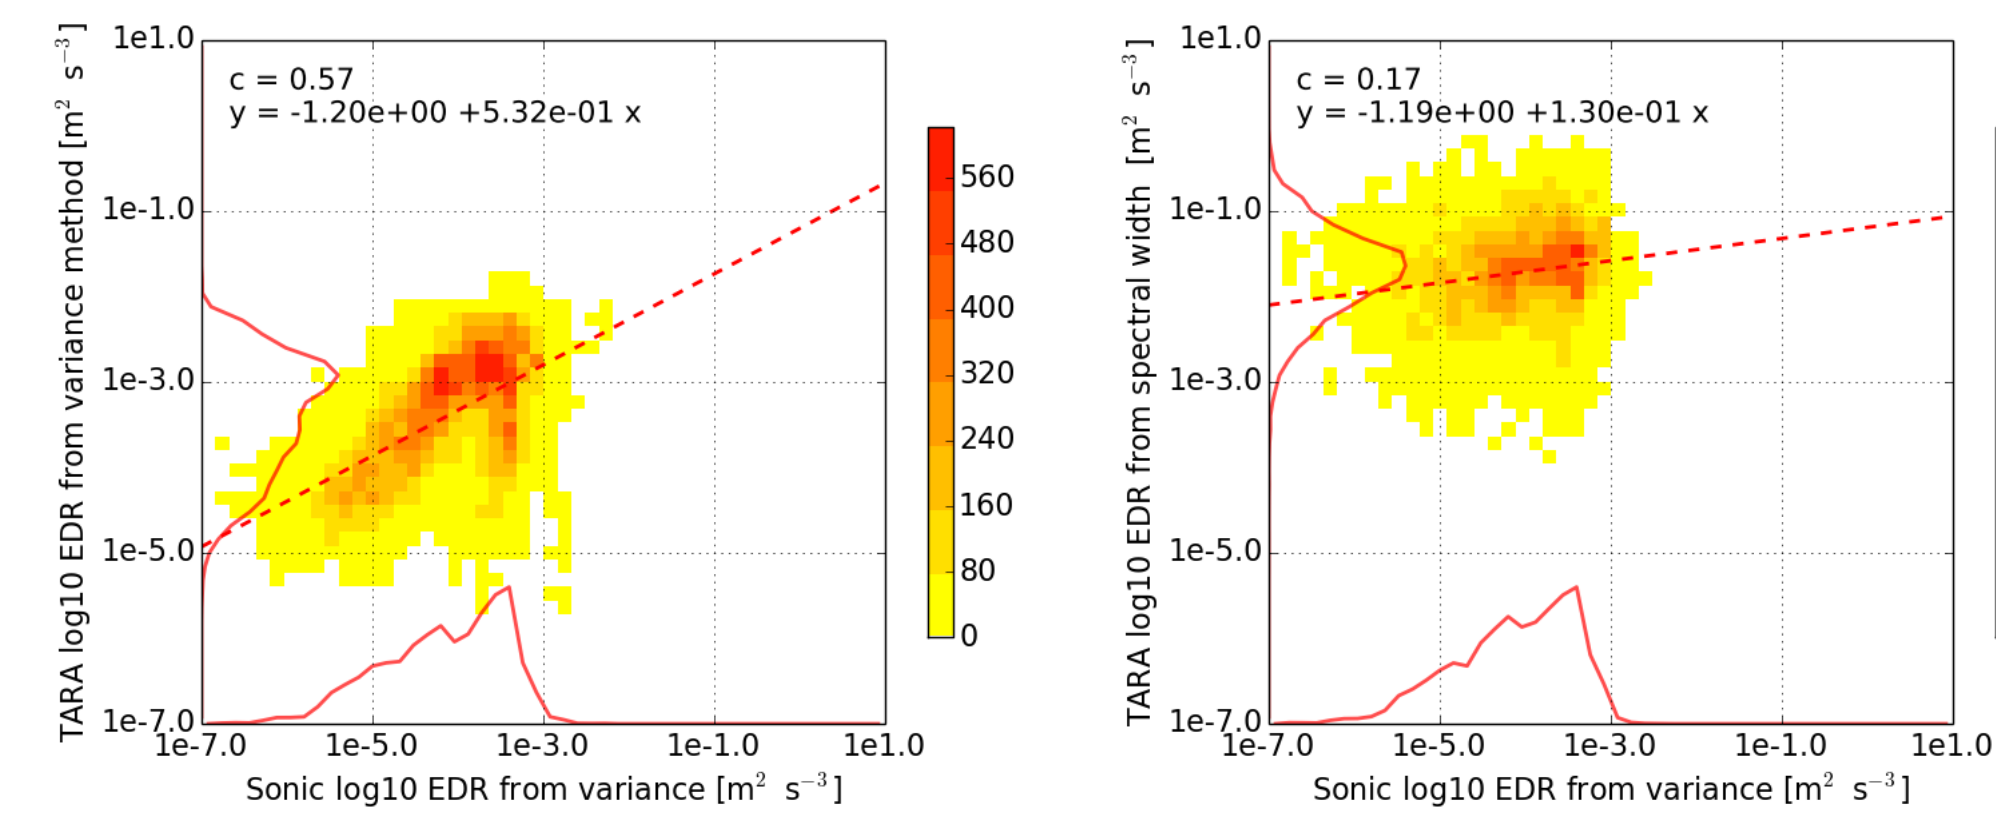 TARA log10 EDR from variance method [m² s⁻³]
1e1.0
1e-1.0
1e-3.0
1e-5.0
1e-7.0
c = 0.57
y = -1.20e+00 +5.32e-01 x
1e-7.0 1e-5.0 1e-3.0 1e-1.0 1e1.0
Sonic log10 EDR from variance [m² s⁻³]
560
480
400
320
240
160
80
0
TARA log10 EDR from spectral width [m² s⁻³]
1e1.0
1e-1.0
1e-3.0
1e-5.0
1e-7.0
c = 0.17
y = -1.19e+00 +1.30e-01 x
1e-7.0 1e-5.0 1e-3.0 1e-1.0 1e1.0
Sonic log10 EDR from variance [m² s⁻³]